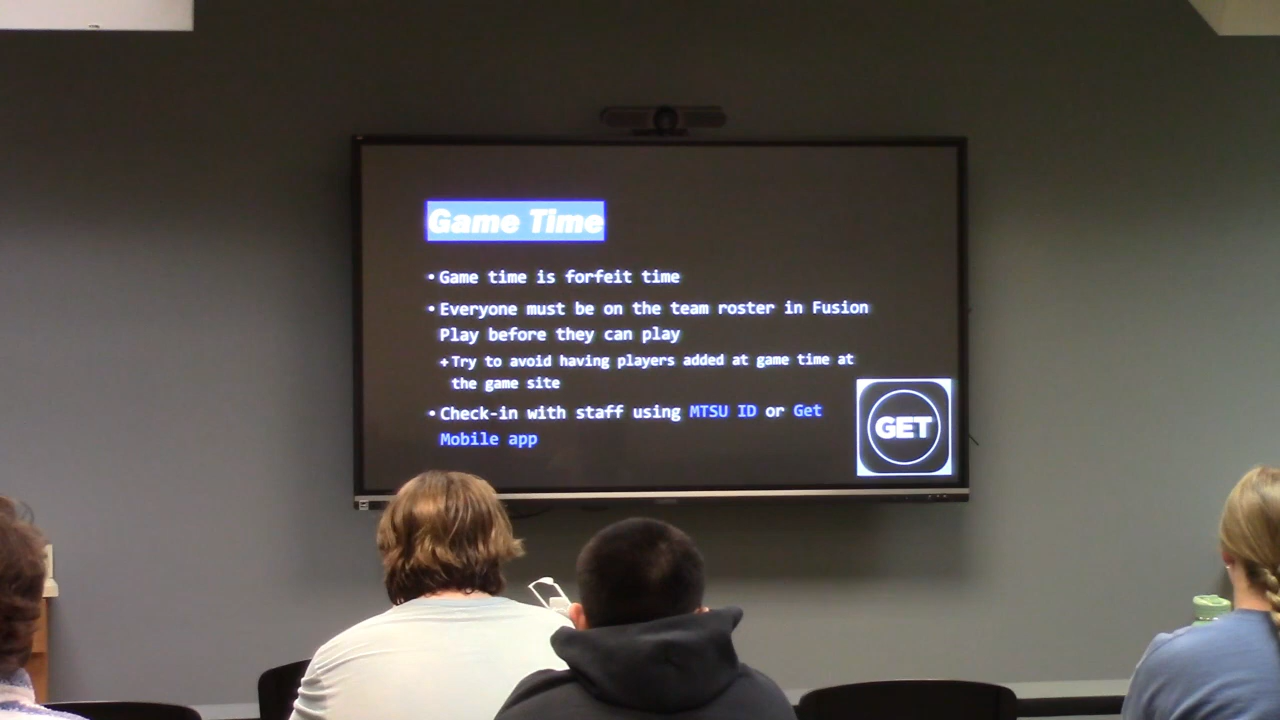 Game Time
•Game time is forfeit time
•Everyone must be on the team roster in Fusion
Play before they can play
+Try to avoid having players added at game time at
the game site
•Check-in with staff using MTSU ID or Get
Mobile app
GET